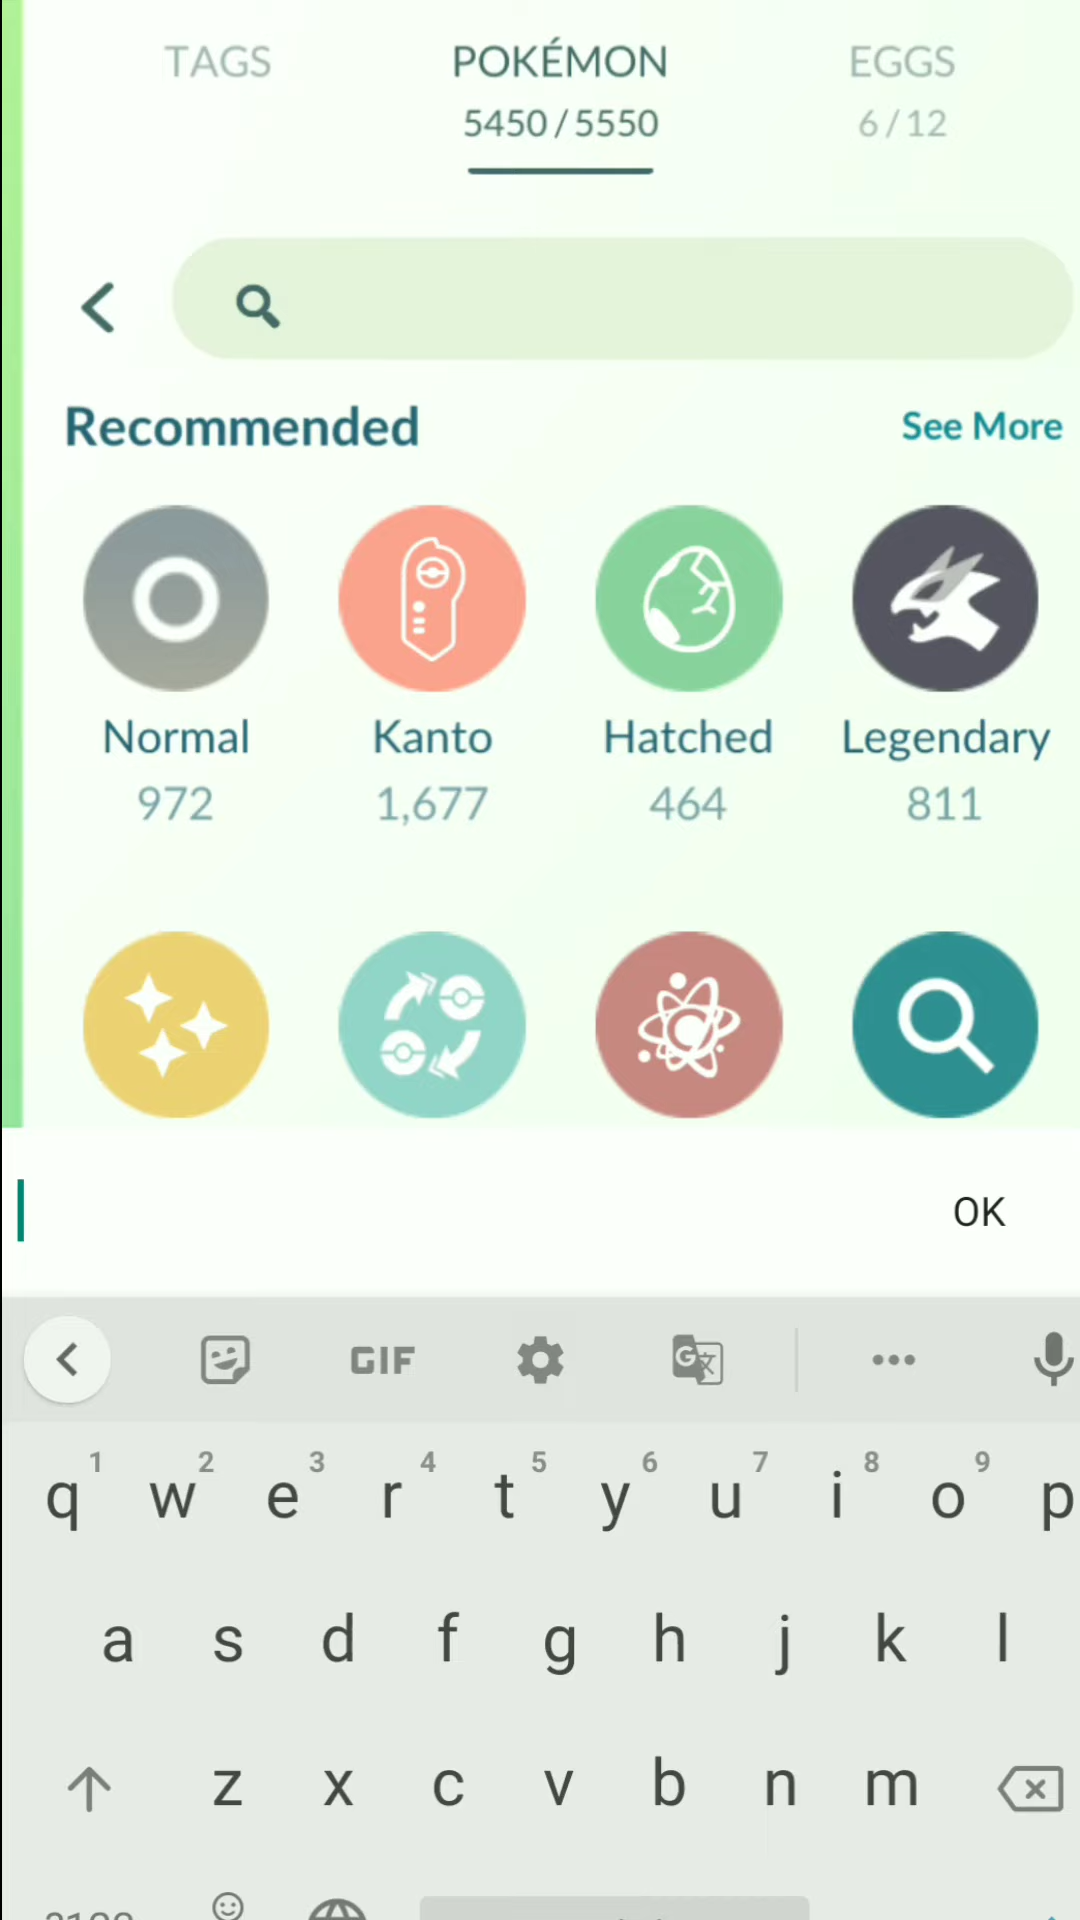 TAGS POKÉMON EGGS
5450 / 5550 6 / 12
Recommended See More
Normal Kanto Hatched Legendary
972 1,677 464 811
OK
GIF G
1 2 3 4 5 6 7 8 9
q w e r t y u i o p
a s d f g h j k l
z x c v b n m